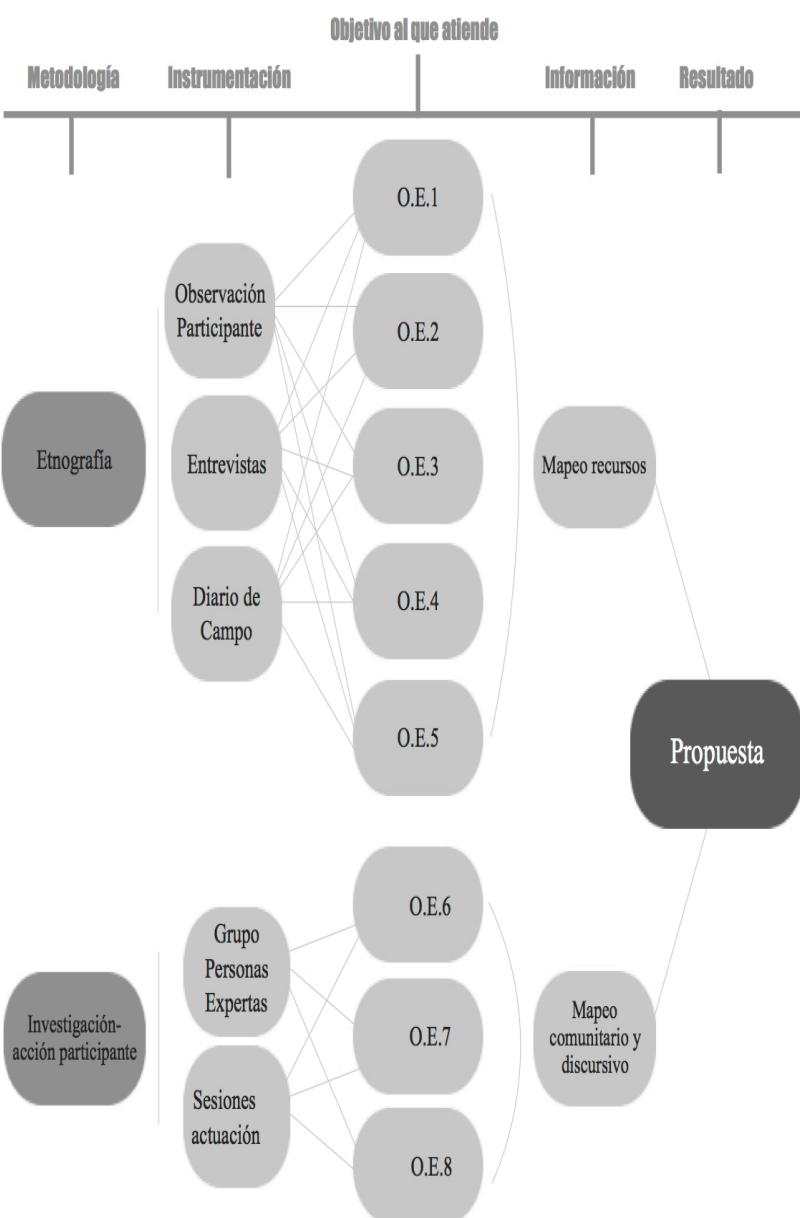 Objetivo al que atiende
Metodología
Instrumentación
Información
Resultado
O.E.1
Observación
Participante
O.E.2
Etnografía
Entrevistas
O.E.3
Mapeo recursos
Diario de
Campo
O.E.4
O.E.5
Propuesta
O.E.6
Grupo
Personas
Expertas
Investigación-
acción participante
O.E.7
Mapeo
comunitario y
discursivo
Sesiones
actuación
O.E.8